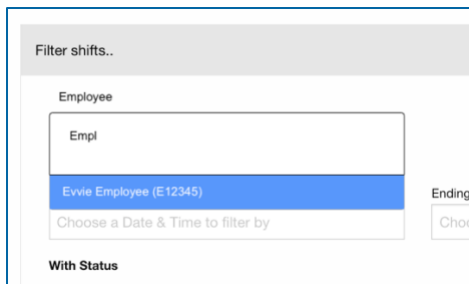 Filter shifts..
Employee
Empl
Evvie Employee (E12345)
Ending
Choose a Date & Time to filter by
Choo
With Status